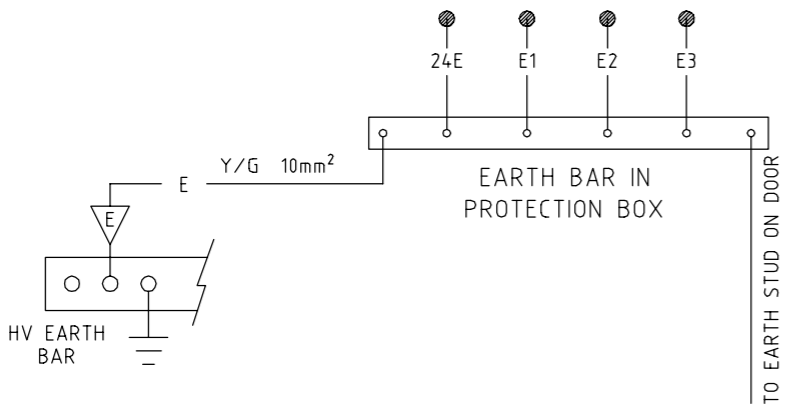 24E E1 E2 E3
Y/G 10mm²
E
EARTH BAR IN
PROTECTION BOX
E
HV EARTH
BAR
TO EARTH STUD ON DOOR